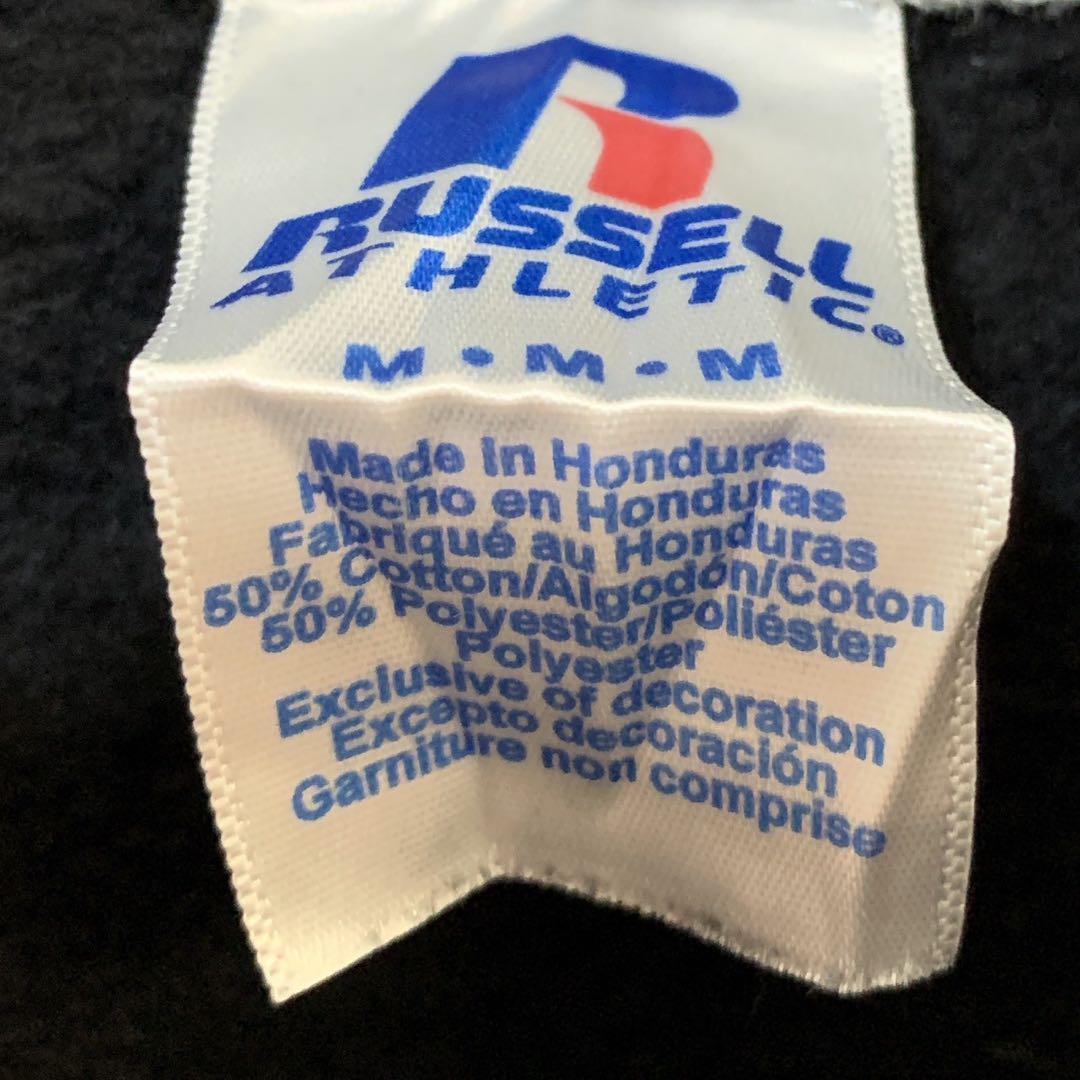 RUSSELL
ATHLETIC®
M • M • M
Made in Honduras
Hecho en Honduras
Fabriqué au Honduras
50% Cotton/Algodón/Coton
50% Polyester/Poliéster
Polyester
Exclusive of decoration
Excepto decoración
Garniture non comprise